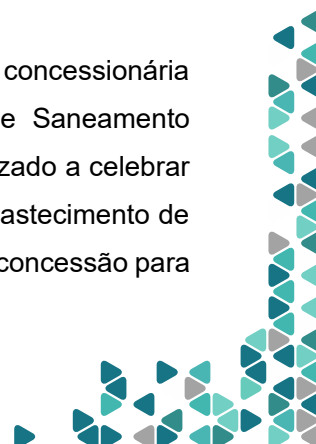 concessionária
e Saneamento
zado a celebrar
astecimento de
concessão para